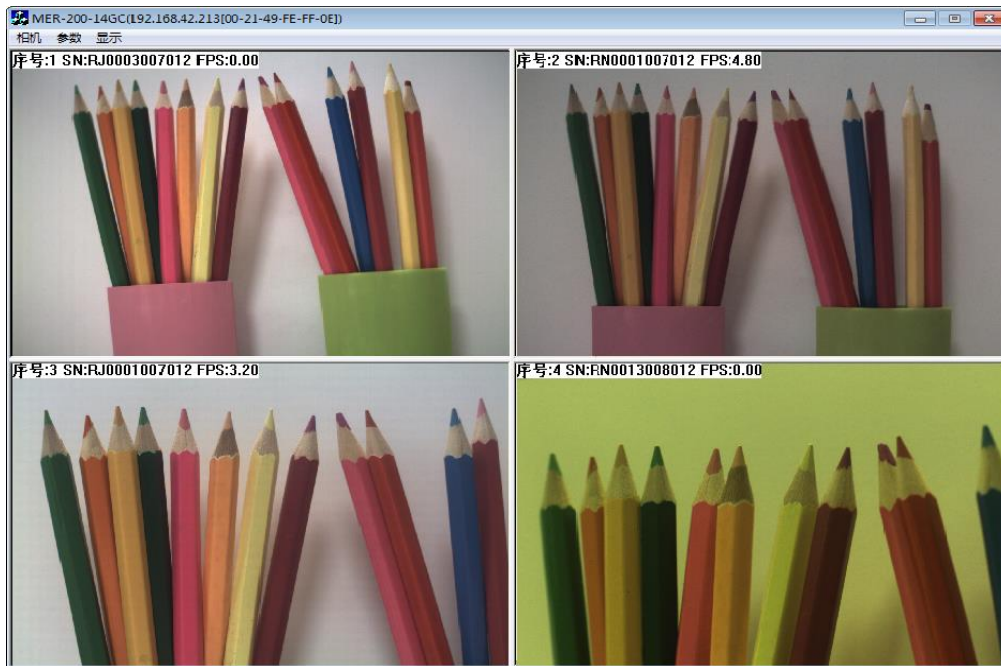 MER-200-14GC(192.168.42.213[00-21-49-FE-FF-0E])
相机 参数 显示
序号:1 SN:RJ0003007012 FPS:0.00
序号:2 SN:RN0001007012 FPS:4.80
序号:3 SN:RJ0001007012 FPS:3.20
序号:4 SN:RN0013008012 FPS:0.00